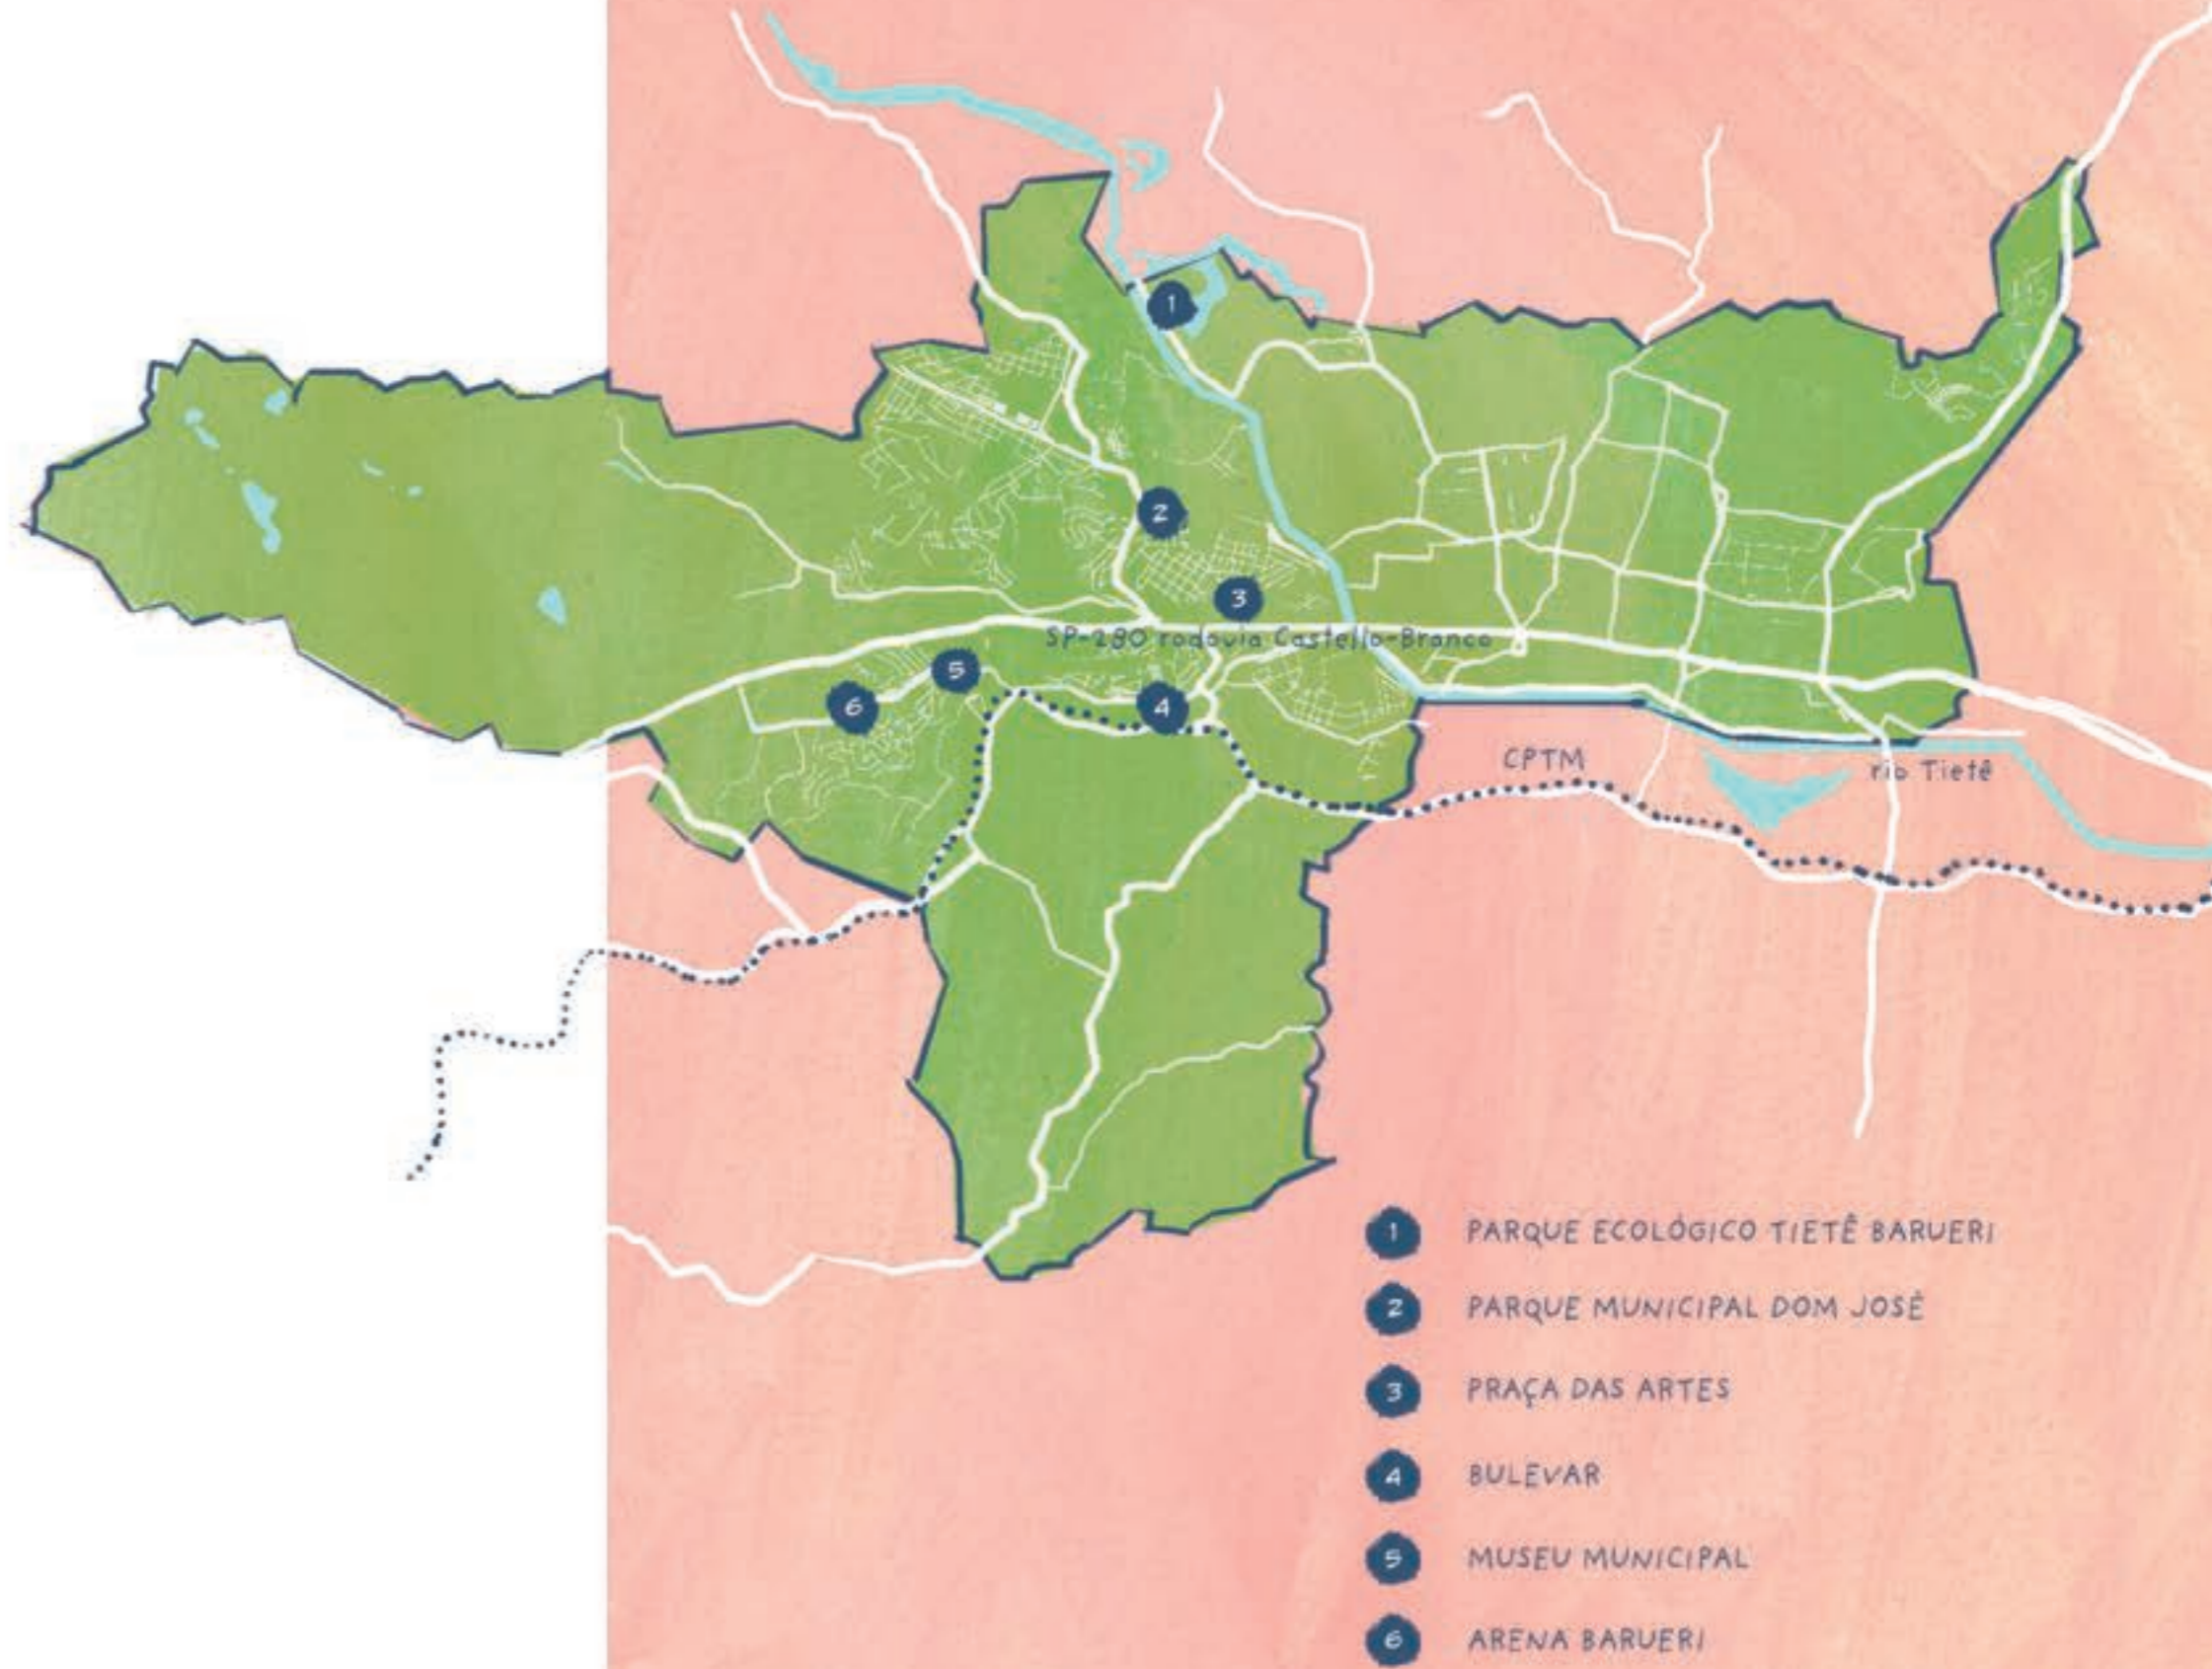 1
2
3
SP-280 rodovia Castello-Branco
5
6
4
CPTM
rio Tietê
1 PARQUE ECOLÓGICO TIETÊ BARUERI
2 PARQUE MUNICIPAL DOM JOSÉ
3 PRAÇA DAS ARTES
4 BULEVAR
5 MUSEU MUNICIPAL
6 ARENA BARUERI